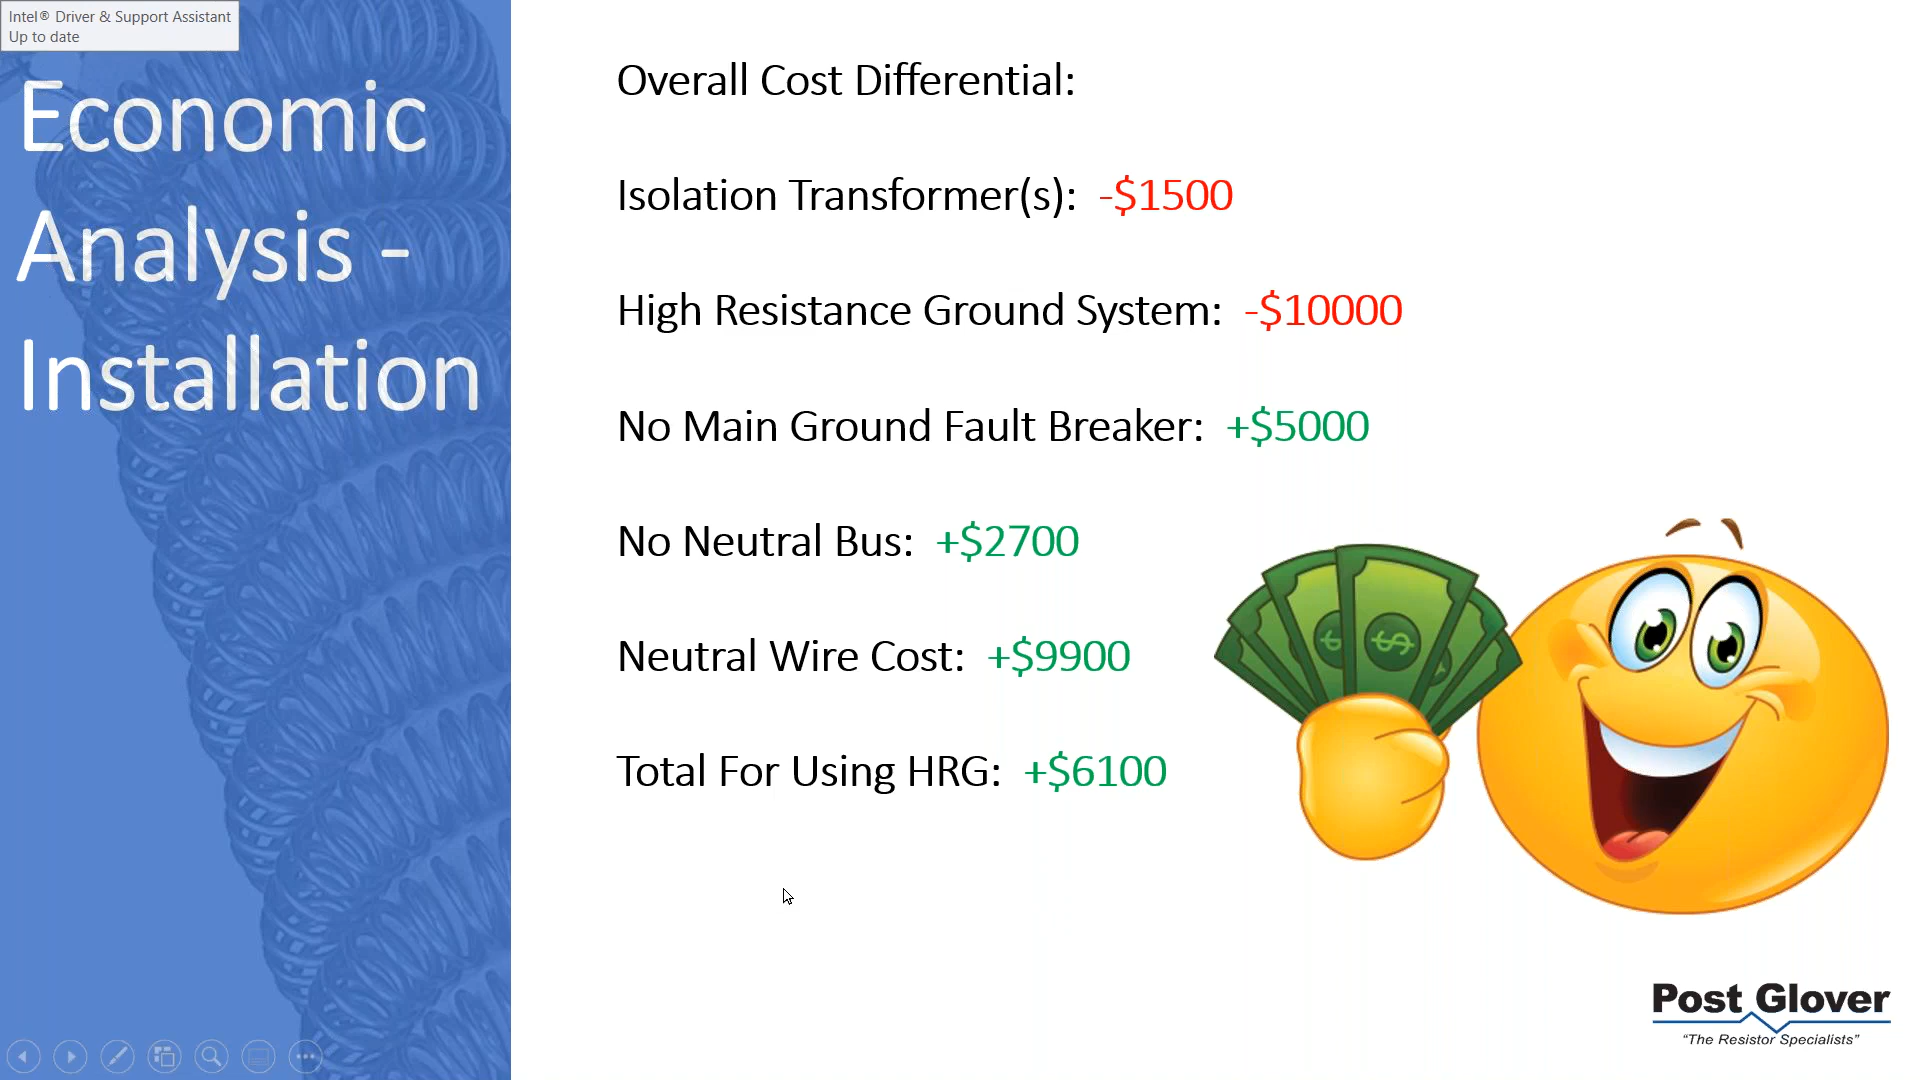 Intel® Driver & Support Assistant
Up to date
Economic
Analysis -
Installation
Overall Cost Differential:
Isolation Transformer(s): -$1500
High Resistance Ground System: -$10000
No Main Ground Fault Breaker: +$5000
No Neutral Bus: +$2700
Neutral Wire Cost: +$9900
Total For Using HRG: +$6100
$ $
Post Glover
“The Resistor Specialists”